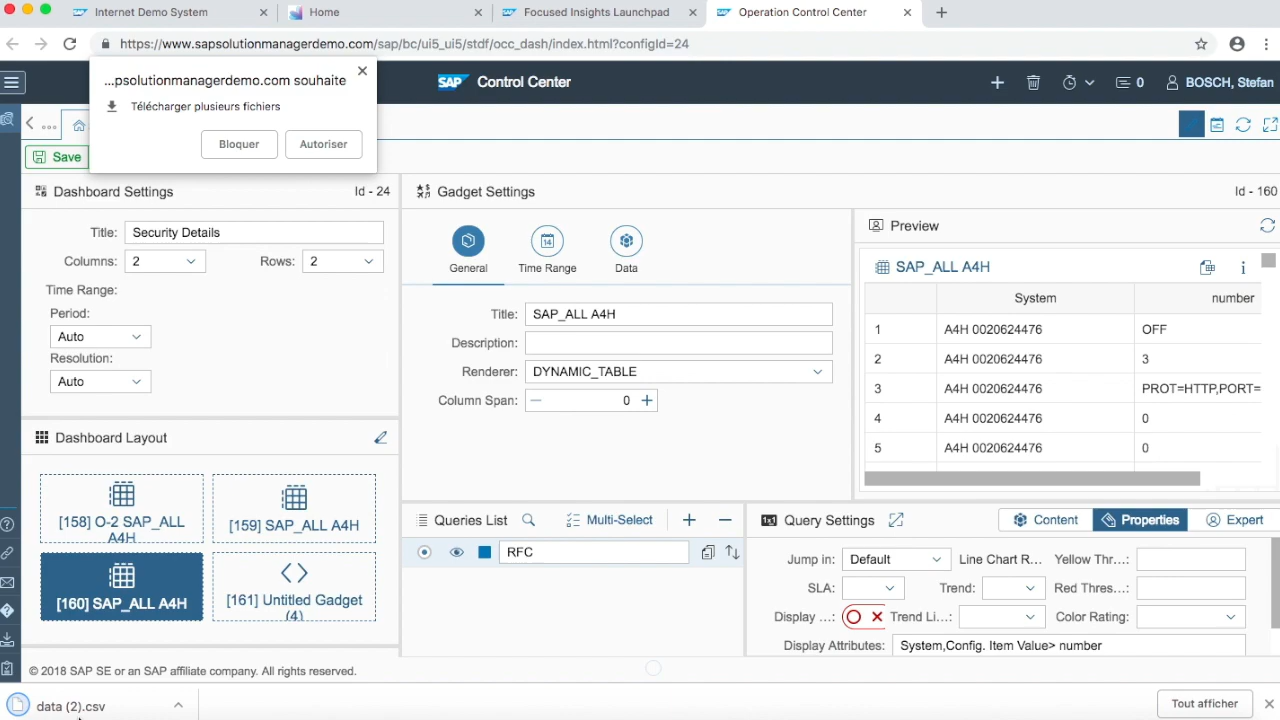 Internet Demo System
Home
Focused Insights Launchpad
Operation Control Center
https://www.sapsolutionmanagerdemo.com/sap/bc/ui5_ui5/stdf/occ_dash/index.html?configId=24
...psolutionmanagerdemo.com souhaite
Télécharger plusieurs fichiers
Bloquer
Autoriser
SAP Control Center
0
BOSCH, Stefan
Save
Dashboard Settings
Id - 24
Title: Security Details
Columns: 2
Rows: 2
Time Range:
Period:
Auto
Resolution:
Auto
Dashboard Layout
[158] O-2 SAP_ALL A4H
[159] SAP_ALL A4H
[160] SAP_ALL A4H
[161] Untitled Gadget (4)
Gadget Settings
Id - 160
General
14
Time Range
Data
Title: SAP_ALL A4H
Description:
Renderer: DYNAMIC_TABLE
Column Span: 0
Preview
SAP_ALL A4H
System number
1 A4H 0020624476 OFF
2 A4H 0020624476 3
3 A4H 0020624476 PROT=HTTP,PORT=
4 A4H 0020624476 0
5 A4H 0020624476 0
Queries List
Multi-Select
RFC
Query Settings
Content
Properties
Expert
Jump in: Default
Line Chart R...
Yellow Thr...:
SLA:
Trend:
Red Thres...:
Display ...:
Trend Li...:
Color Rating:
Display Attributes: System,Config. Item Value> number
© 2018 SAP SE or an SAP affiliate company. All rights reserved.
data (2).csv
Tout afficher